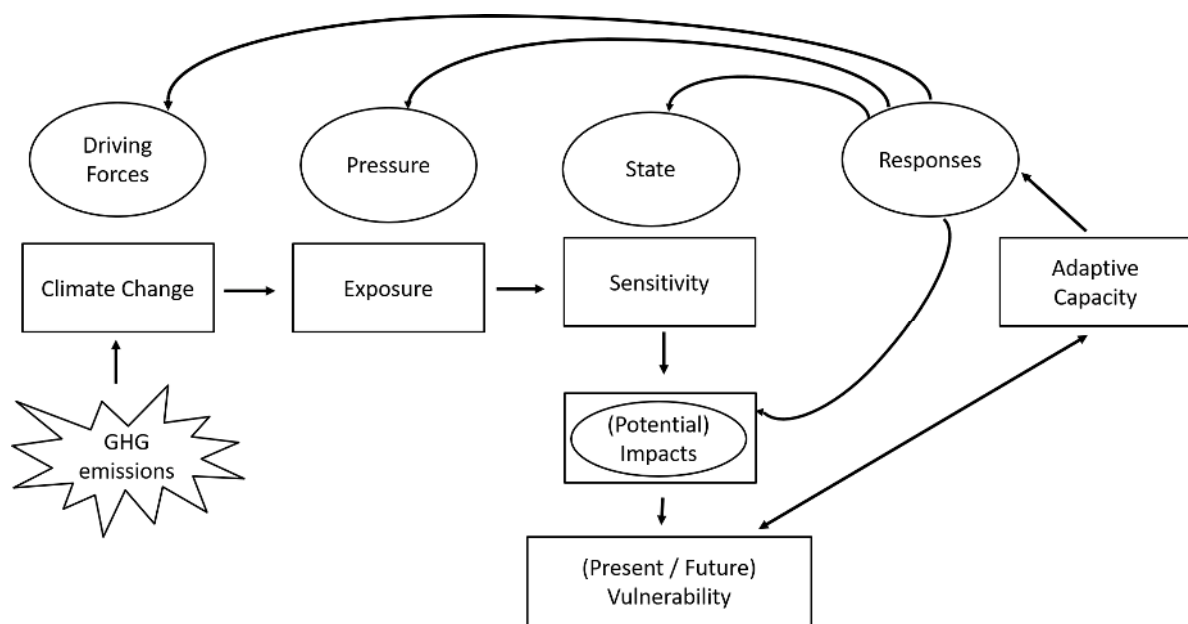 Driving
Forces
Pressure
State
Responses
Climate Change
Exposure
Sensitivity
Adaptive
Capacity
GHG
emissions
(Potential)
Impacts
(Present / Future)
Vulnerability